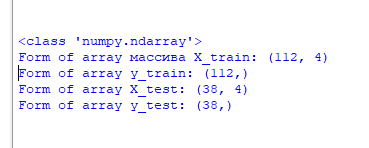 <class 'numpy.ndarray'>
Form of array массива X_train: (112, 4)
Form of array y_train: (112,)
Form of array X_test: (38, 4)
Form of array y_test: (38,)